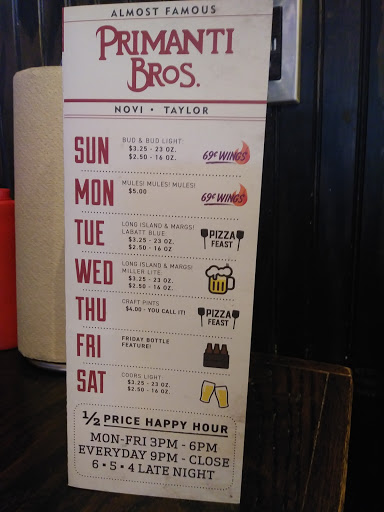 ALMOST FAMOUS
PRIMANTI
BROS.
NOVI • TAYLOR
SUN
BUD & BUD LIGHT:
$3.25 - 23 OZ.
$2.50 - 16 OZ.
69¢ WINGS
MON
MULES! MULES! MULES!
$5.00
69¢ WINGS
TUE
LONG ISLAND & MARGS!
LABATT BLUE:
$3.25 - 23 OZ.
$2.50 - 16 OZ
PIZZA
FEAST
WED
LONG ISLAND & MARGS!
MILLER LITE:
$3.25 - 23 OZ.
$2.50 - 16 OZ.
THU
CRAFT PINTS
$4.00 - YOU CALL IT!
PIZZA
FEAST
FRI
FRIDAY BOTTLE
FEATURE!
SAT
COORS LIGHT
$3.25 - 23 OZ.
$2.50 - 16 OZ.
1/2 PRICE HAPPY HOUR
MON-FRI 3PM - 6PM
EVERYDAY 9PM - CLOSE
6 • 5 • 4 LATE NIGHT